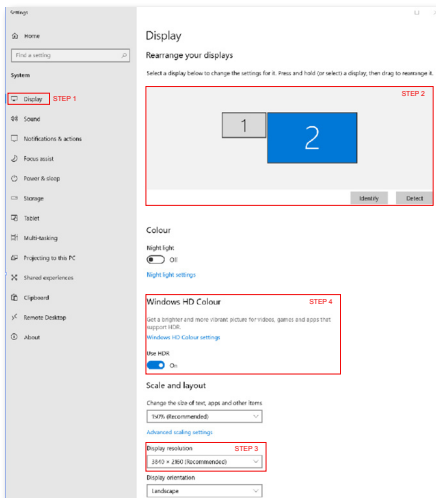 Settings
Home
Find a setting
System
Display STEP 1
Sound
Notifications & actions
Focus assist
Power & sleep
Storage
Tablet
Multi-tasking
Projecting to this PC
Shared experiences
Clipboard
Remote Desktop
About
Display
Rearrange your displays
Select a display below to change the settings for it. Press and hold (or select) a display, then drag to rearrange it.
STEP 2
1
2
Identify Detect
Colour
Night light
Off
Night light settings
Windows HD Colour STEP 4
Get a brighter and more vibrant picture for videos, games and apps that
support HDR.
Windows HD Colour settings
Use HDR
On
Scale and layout
Change the size of text, apps and other items
150% (Recommended)
Advanced scaling settings
Display resolution STEP 3
3840 × 2160 (Recommended)
Display orientation
Landscape